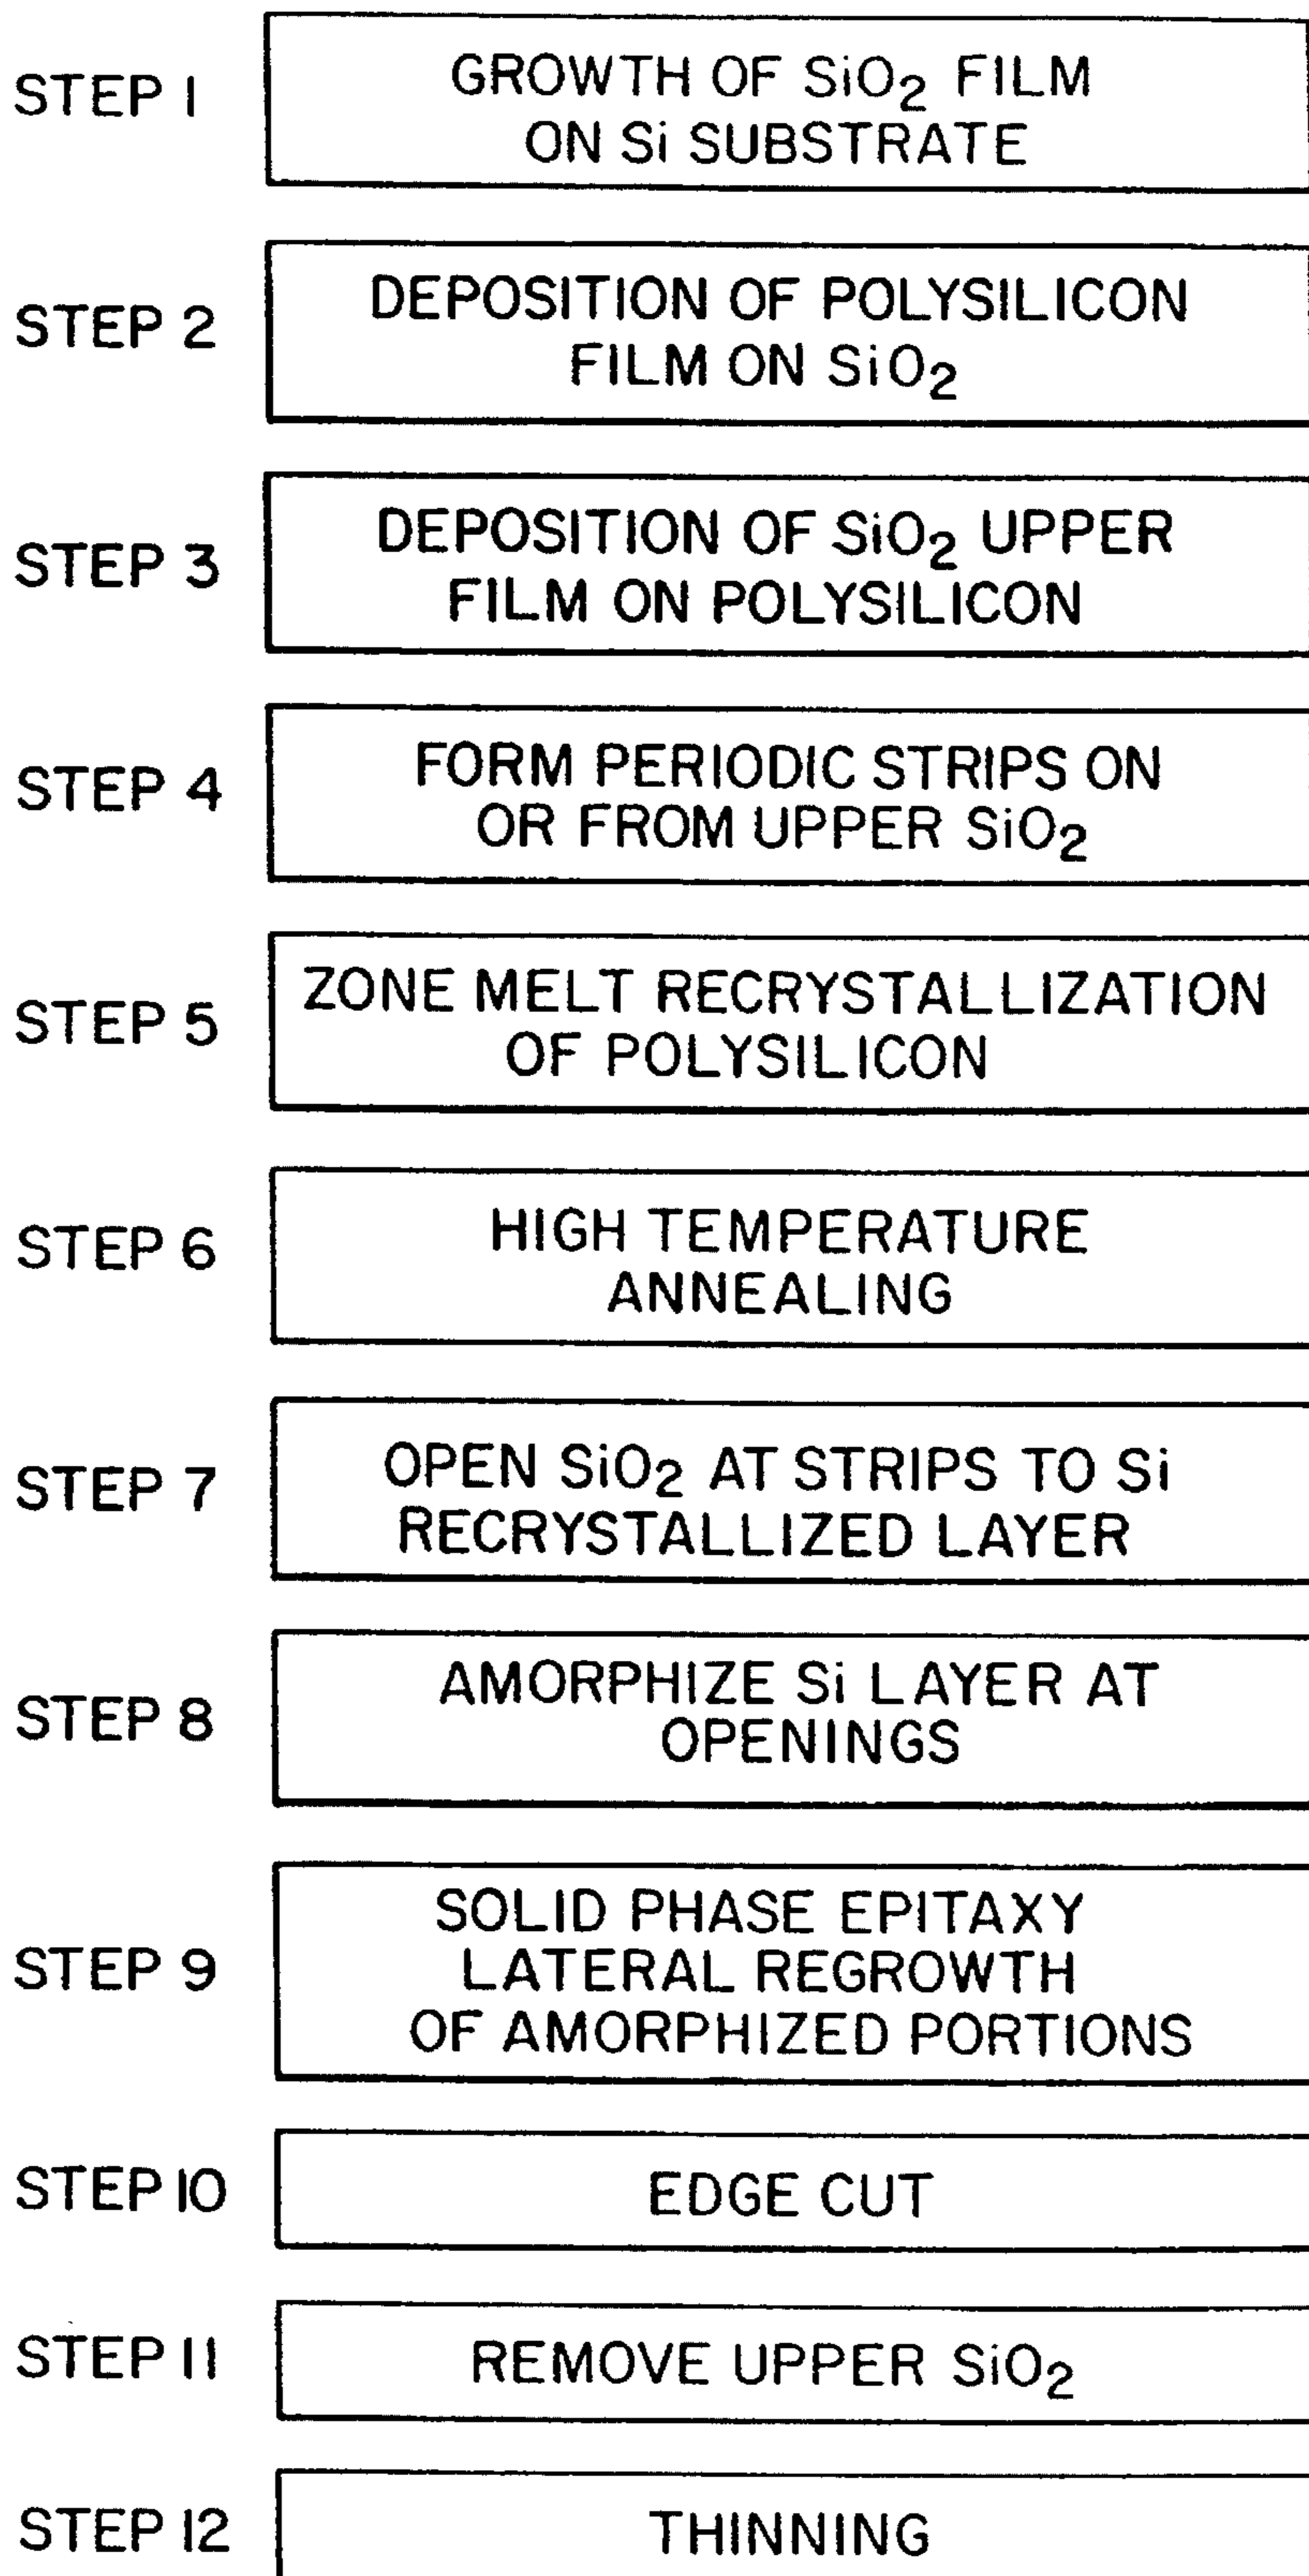 STEP 1
GROWTH OF SiO₂ FILM
ON Si SUBSTRATE
STEP 2
DEPOSITION OF POLYSILICON
FILM ON SiO₂
STEP 3
DEPOSITION OF SiO₂ UPPER
FILM ON POLYSILICON
STEP 4
FORM PERIODIC STRIPS ON
OR FROM UPPER SiO₂
STEP 5
ZONE MELT RECRYSTALLIZATION
OF POLYSILICON
STEP 6
HIGH TEMPERATURE
ANNEALING
STEP 7
OPEN SiO₂ AT STRIPS TO Si
RECRYSTALLIZED LAYER
STEP 8
AMORPHIZE Si LAYER AT
OPENINGS
STEP 9
SOLID PHASE EPITAXY
LATERAL REGROWTH
OF AMORPHIZED PORTIONS
STEP 10
EDGE CUT
STEP 11
REMOVE UPPER SiO₂
STEP 12
THINNING